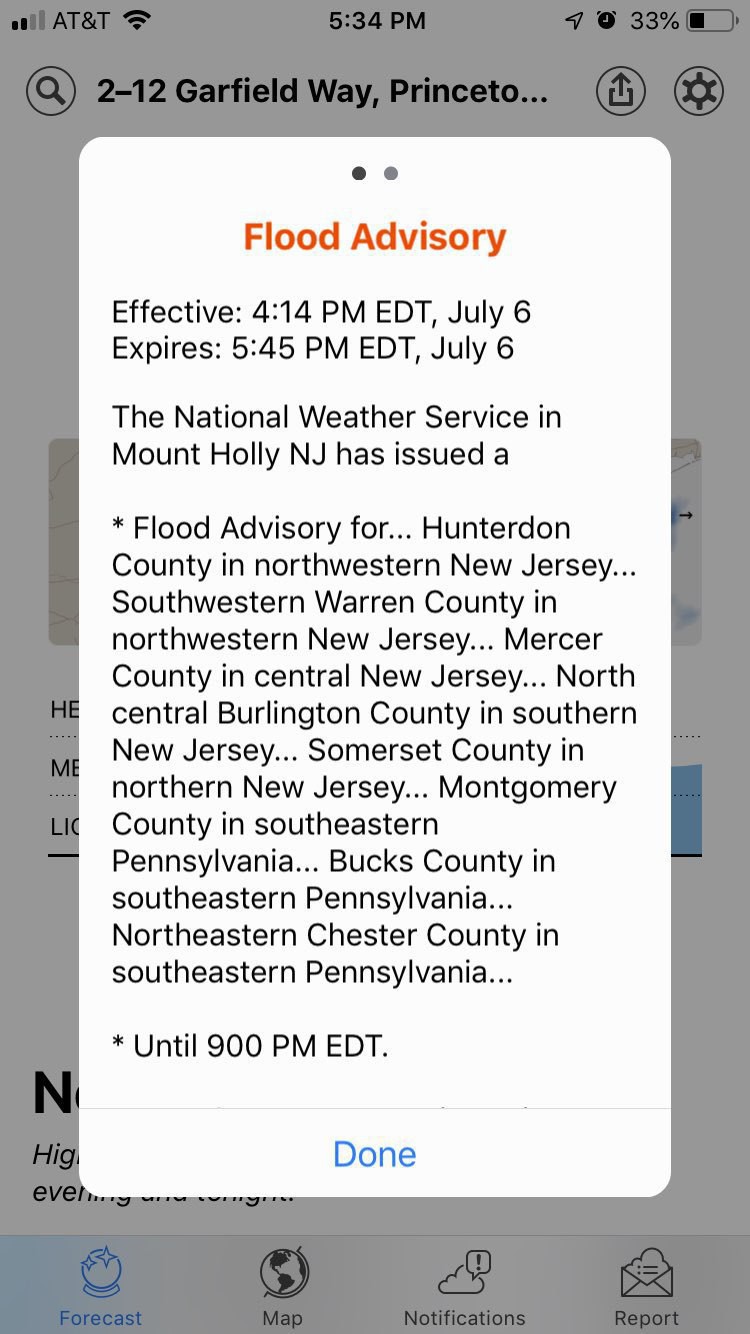 AT&T 5:34 PM 33%
2–12 Garfield Way, Princeto...
Flood Advisory
Effective: 4:14 PM EDT, July 6
Expires: 5:45 PM EDT, July 6
The National Weather Service in
Mount Holly NJ has issued a
* Flood Advisory for... Hunterdon
County in northwestern New Jersey...
Southwestern Warren County in
northwestern New Jersey... Mercer
County in central New Jersey... North
central Burlington County in southern
New Jersey... Somerset County in
northern New Jersey... Montgomery
County in southeastern
Pennsylvania... Bucks County in
southeastern Pennsylvania...
Northeastern Chester County in
southeastern Pennsylvania...
* Until 900 PM EDT.
HE
ME
LIG
Done
evening and tonight.
Forecast Map Notifications Report